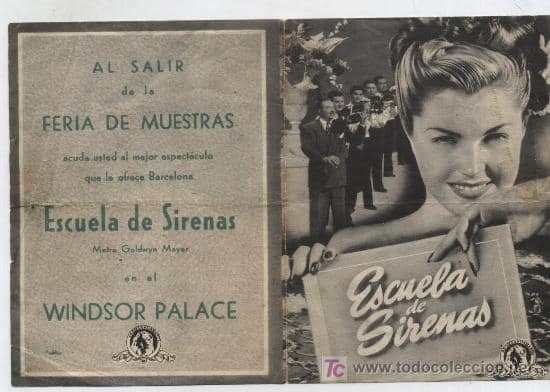 AL SALIR
de la
FERIA DE MUESTRAS
acuda usted al mejor espectáculo
que le ofrece Barcelona
Escuela de Sirenas
Metro Goldwyn Mayer
en el
WINDSOR PALACE
Escuela
de
Sirenas
TC www.todocoleccion.net